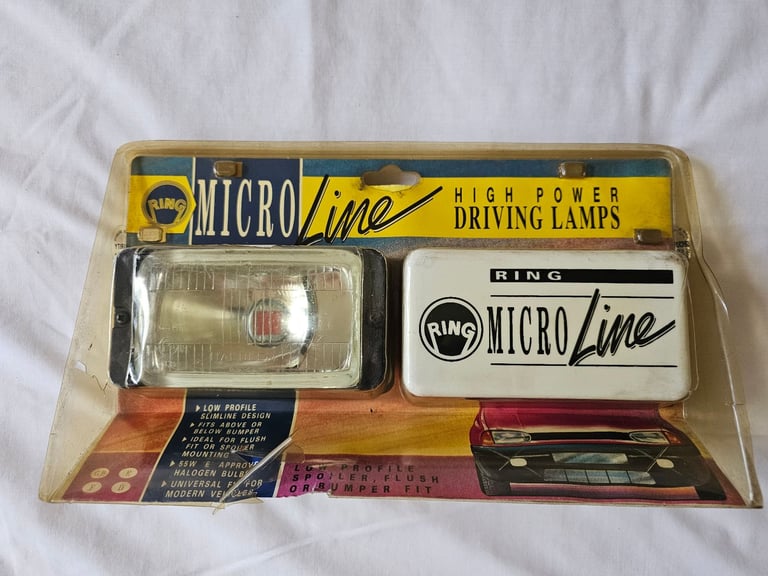 RING
MICRO Line
HIGH POWER
DRIVING LAMPS
RING
RING
MICRO Line
LOW PROFILE
SLIMLINE DESIGN
FITS ABOVE OR
BELOW BUMPER
IDEAL FOR FLUSH
FIT OR SPOILER
MOUNTING
55W E APPROVED
HALOGEN BULBS
UNIVERSAL FIT FOR
MODERN VEHICLES
LOW PROFILE
SPOILER, FLUSH
OR BUMPER FIT